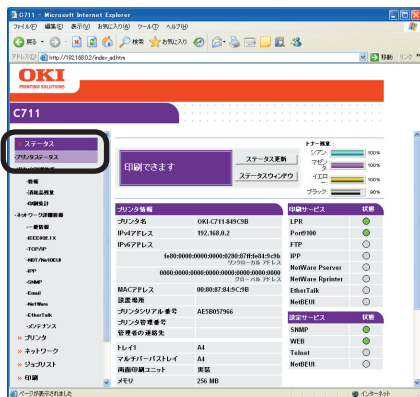 C711 - Microsoft Internet Explorer
ファイル(F) 編集(E) 表示(V) お気に入り(A) ツール(T) ヘルプ(H)
戻る 検索 お気に入り
アドレス(D) http://192.168.0.2/index_ad.htm 移動 リンク »
OKI
PRINTING SOLUTIONS
C711
ステータス
・プリンタステータス
-情報
-消耗品残量
-印刷集計
・ネットワーク詳細情報
-一般情報
-IEEE802.1X
-TCP/IP
-NBT/NetBEUI
-IPP
-SNMP
-Email
-NetWare
-EtherTalk
-メンテナンス
» プリンタ
» ネットワーク
» ジョブリスト
» 印刷
印刷できます
ステータス更新
ステータスウィンドウ
トナー残量:
シアン: 100%
マゼンタ: 100%
イエロー: 100%
ブラック: 90%
プリンタ情報
プリンタ名 OKI-C711-849C9B
IPv4アドレス 192.168.0.2
IPv6アドレス
fe80:0000:0000:0000:0280:87ff:fe84:9c9b
リンクローカル アドレス
0000:0000:0000:0000:0000:0000:0000:0000
グローバル アドレス
MACアドレス 00:80:87:84:9C:9B
設置場所
プリンタシリアル番号 AE5B057966
プリンタ管理番号
管理者の連絡先
トレイ1 A4
マルチパーパストレイ A4
両面印刷ユニット 実装
メモリ 256 MB
印刷サービス 状態
LPR
Port9100
FTP
IPP
NetWare Pserver
NetWare Rprinter
EtherTalk
NetBEUI
設定サービス 状態
SNMP
WEB
Telnet
NetBEUI
ページが表示されました
インターネット